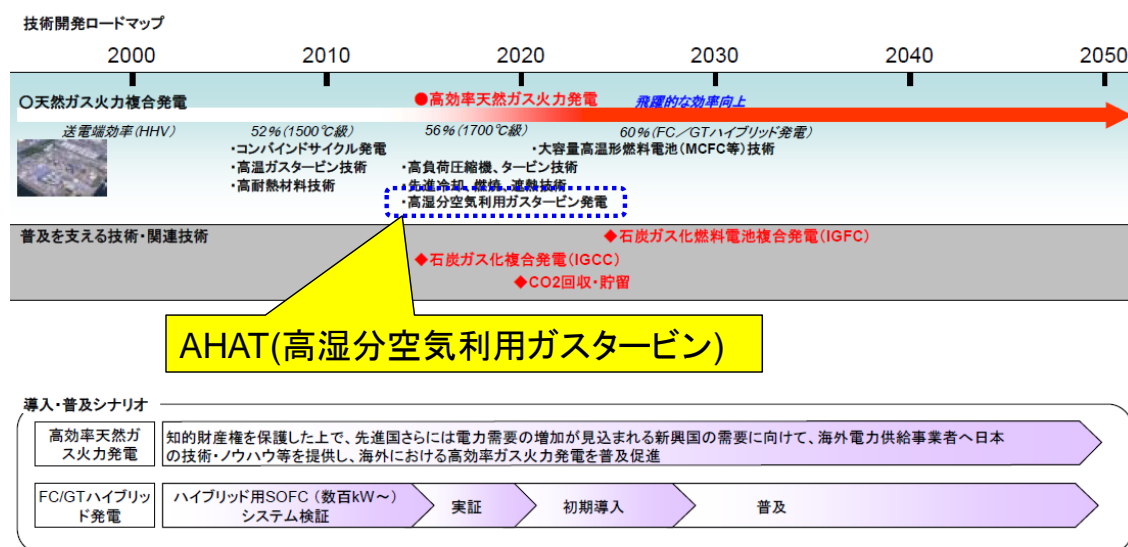 技術開発ロードマップ
2000 2010 2020 2030 2040 2050
〇天然ガス火力複合発電 ●高効率天然ガス火力発電 飛躍的な効率向上
送電端効率(HHV) 52%(1500℃級) 56%(1700℃級) 60%(FC/GTハイブリッド発電)
・コンバインドサイクル発電 ・大容量高温形燃料電池(MCFC等)技術
・高温ガスタービン技術 ・高負荷圧縮機、タービン技術
・高耐熱材料技術 ・先進冷却、燃焼、遮熱技術
・高湿分空気利用ガスタービン発電
普及を支える技術・関連技術 ◆石炭ガス化燃料電池複合発電(IGFC)
◆石炭ガス化複合発電(IGCC)
◆CO2回収・貯留
AHAT(高湿分空気利用ガスタービン)
導入・普及シナリオ
高効率天然ガ
ス火力発電
知的財産権を保護した上で、先進国さらには電力需要の増加が見込まれる新興国の需要に向けて、海外電力供給事業者へ日本
の技術・ノウハウ等を提供し、海外における高効率ガス火力発電を普及促進
FC/GTハイブリッ
ド発電
ハイブリッド用SOFC(数百kW~)
システム検証
実証
初期導入
普及